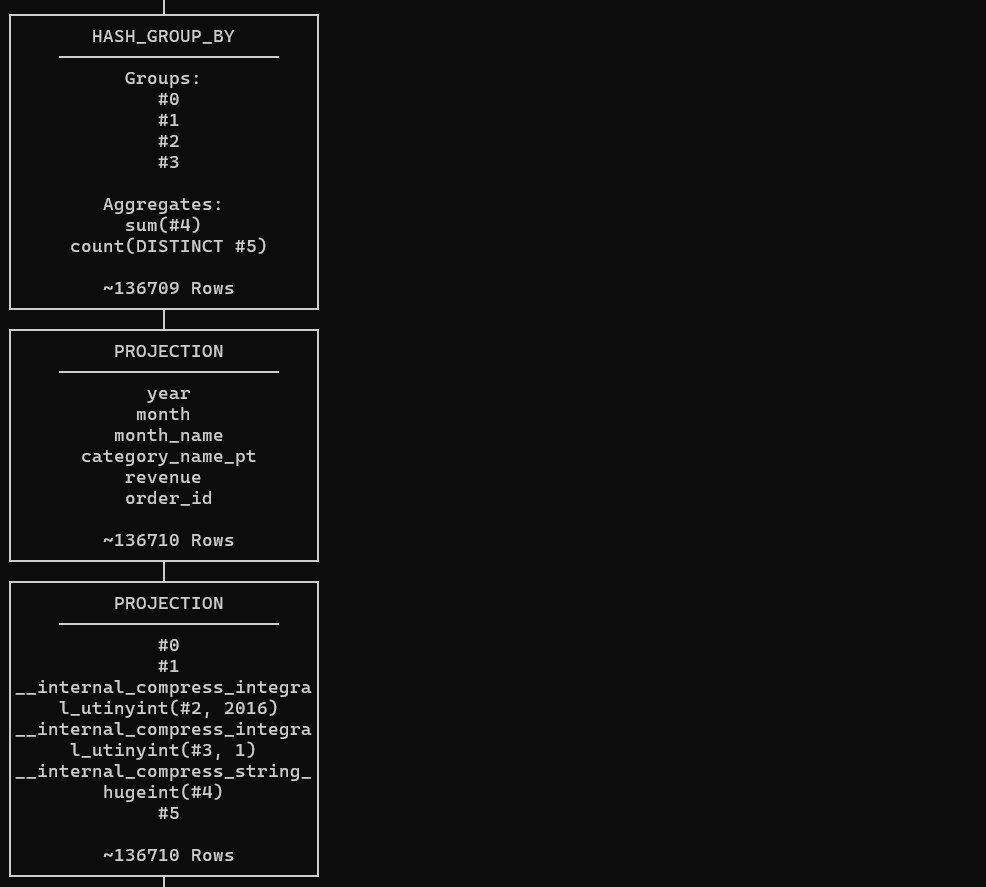 HASH_GROUP_BY
Groups:
#0
#1
#2
#3
Aggregates:
sum(#4)
count(DISTINCT #5)
~136709 Rows
PROJECTION
year
month
month_name
category_name_pt
revenue
order_id
~136710 Rows
PROJECTION
#0
#1
__internal_compress_integra
l_utinyint(#2, 2016)
__internal_compress_integra
l_utinyint(#3, 1)
__internal_compress_string_
hugeint(#4)
#5
~136710 Rows